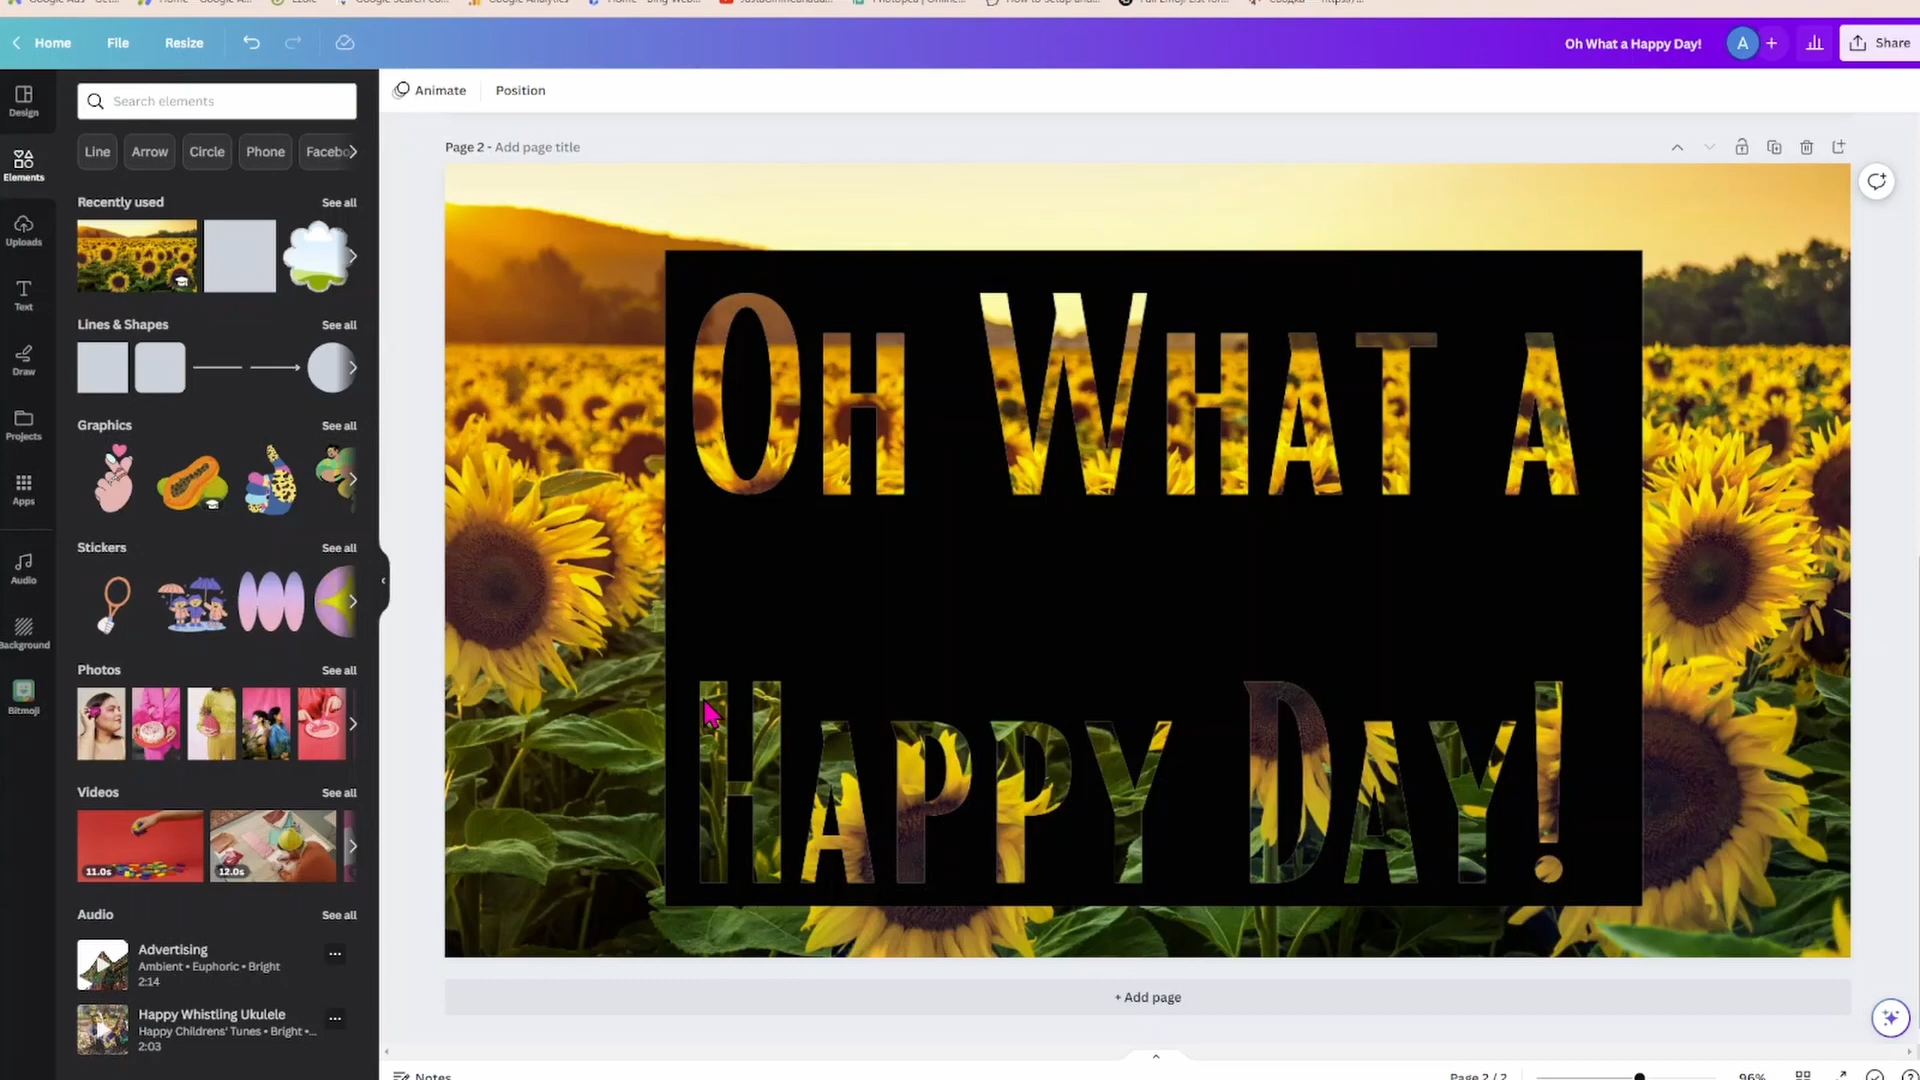 Home File Resize
Oh What a Happy Day! A + Share
Design
Elements
Uploads
Text
Draw
Projects
Apps
Audio
Background
Bitmoji
Search elements
Line Arrow Circle Phone Facebo
Recently used See all
Lines & Shapes See all
Graphics See all
Stickers See all
Photos See all
Videos See all
11.0s 12.0s
Audio See all
Advertising
Ambient • Euphoric • Bright
2:14
Happy Whistling Ukulele
Happy Childrens' Tunes • Bright •...
2:03
Animate Position
Page 2 - Add page title
Oh What a
Happy Day!
+ Add page
Notes
Page 2 / 2 96%